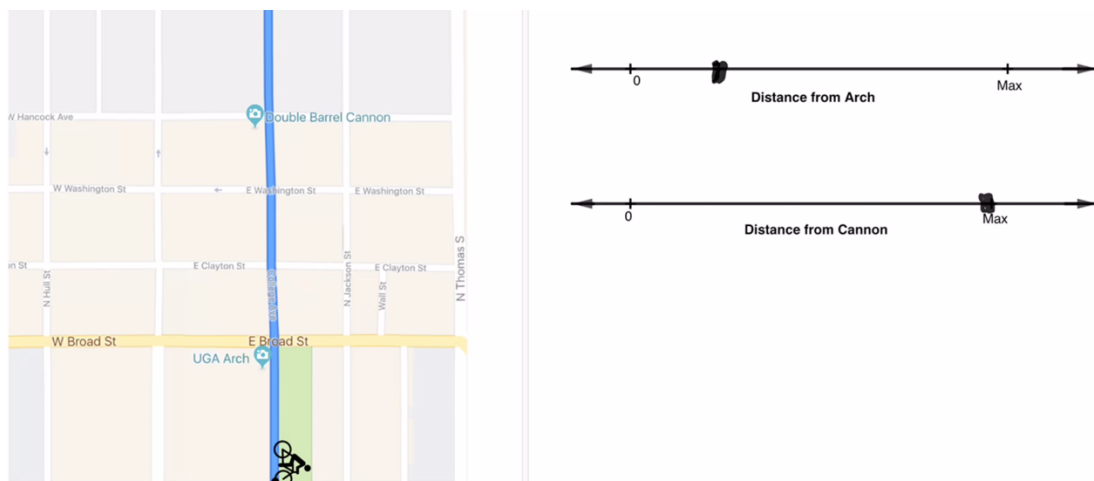 Double Barrel Cannon
W Hancock Ave
W Washington St
E Washington St
E Washington St
on St
E Clayton St
E Clayton St
N Hull St
N Jackson St
Wall St
N Thomas S
W Broad St
E Broad St
UGA Arch
0
Max
Distance from Arch
0
Max
Distance from Cannon